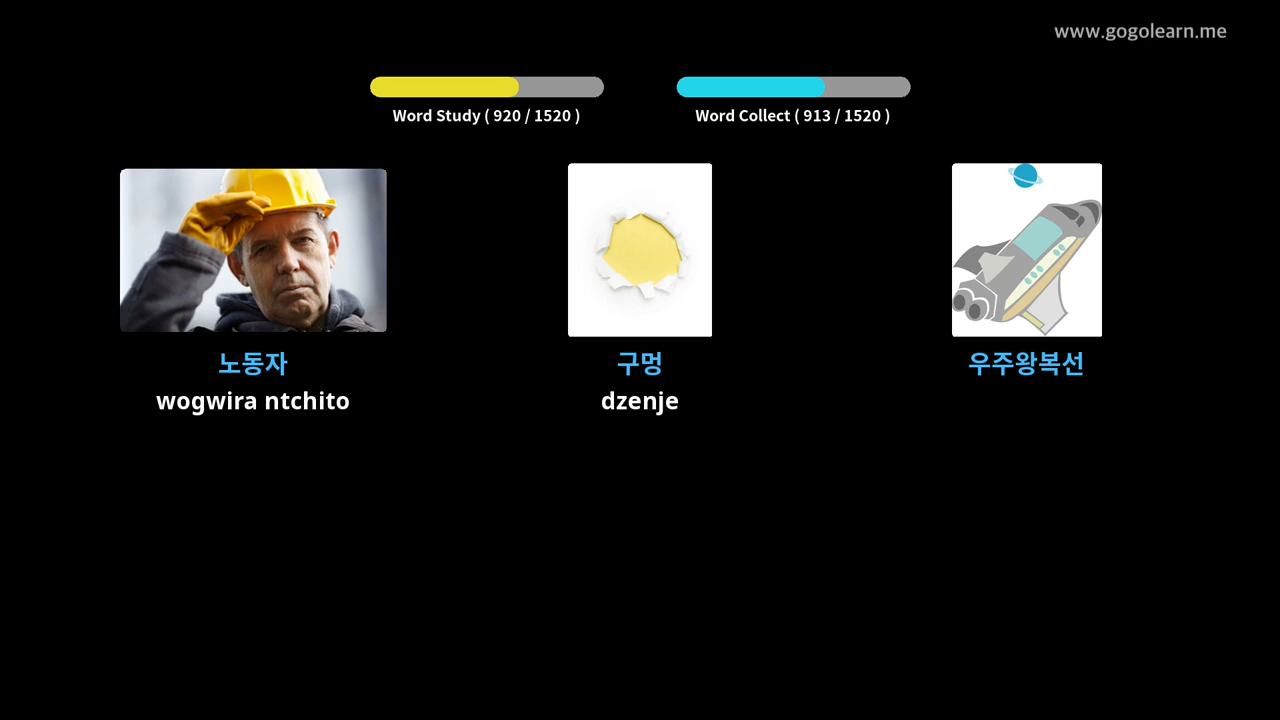 www.gogolearn.me
Word Study ( 920 / 1520 )
Word Collect ( 913 / 1520 )
노동자
구멍
우주왕복선
wogwira ntchito
dzenje